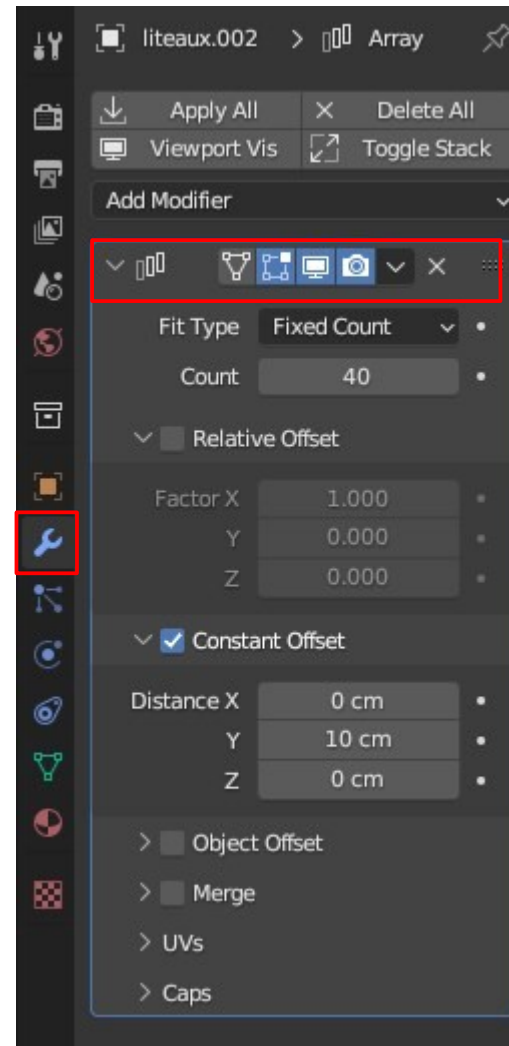 liteaux.002 > Array
Apply All Delete All
Viewport Vis Toggle Stack
Add Modifier
Fit Type Fixed Count
Count 40
Relative Offset
Factor X 1.000
Y 0.000
Z 0.000
Constant Offset
Distance X 0 cm
Y 10 cm
Z 0 cm
Object Offset
Merge
UVs
Caps